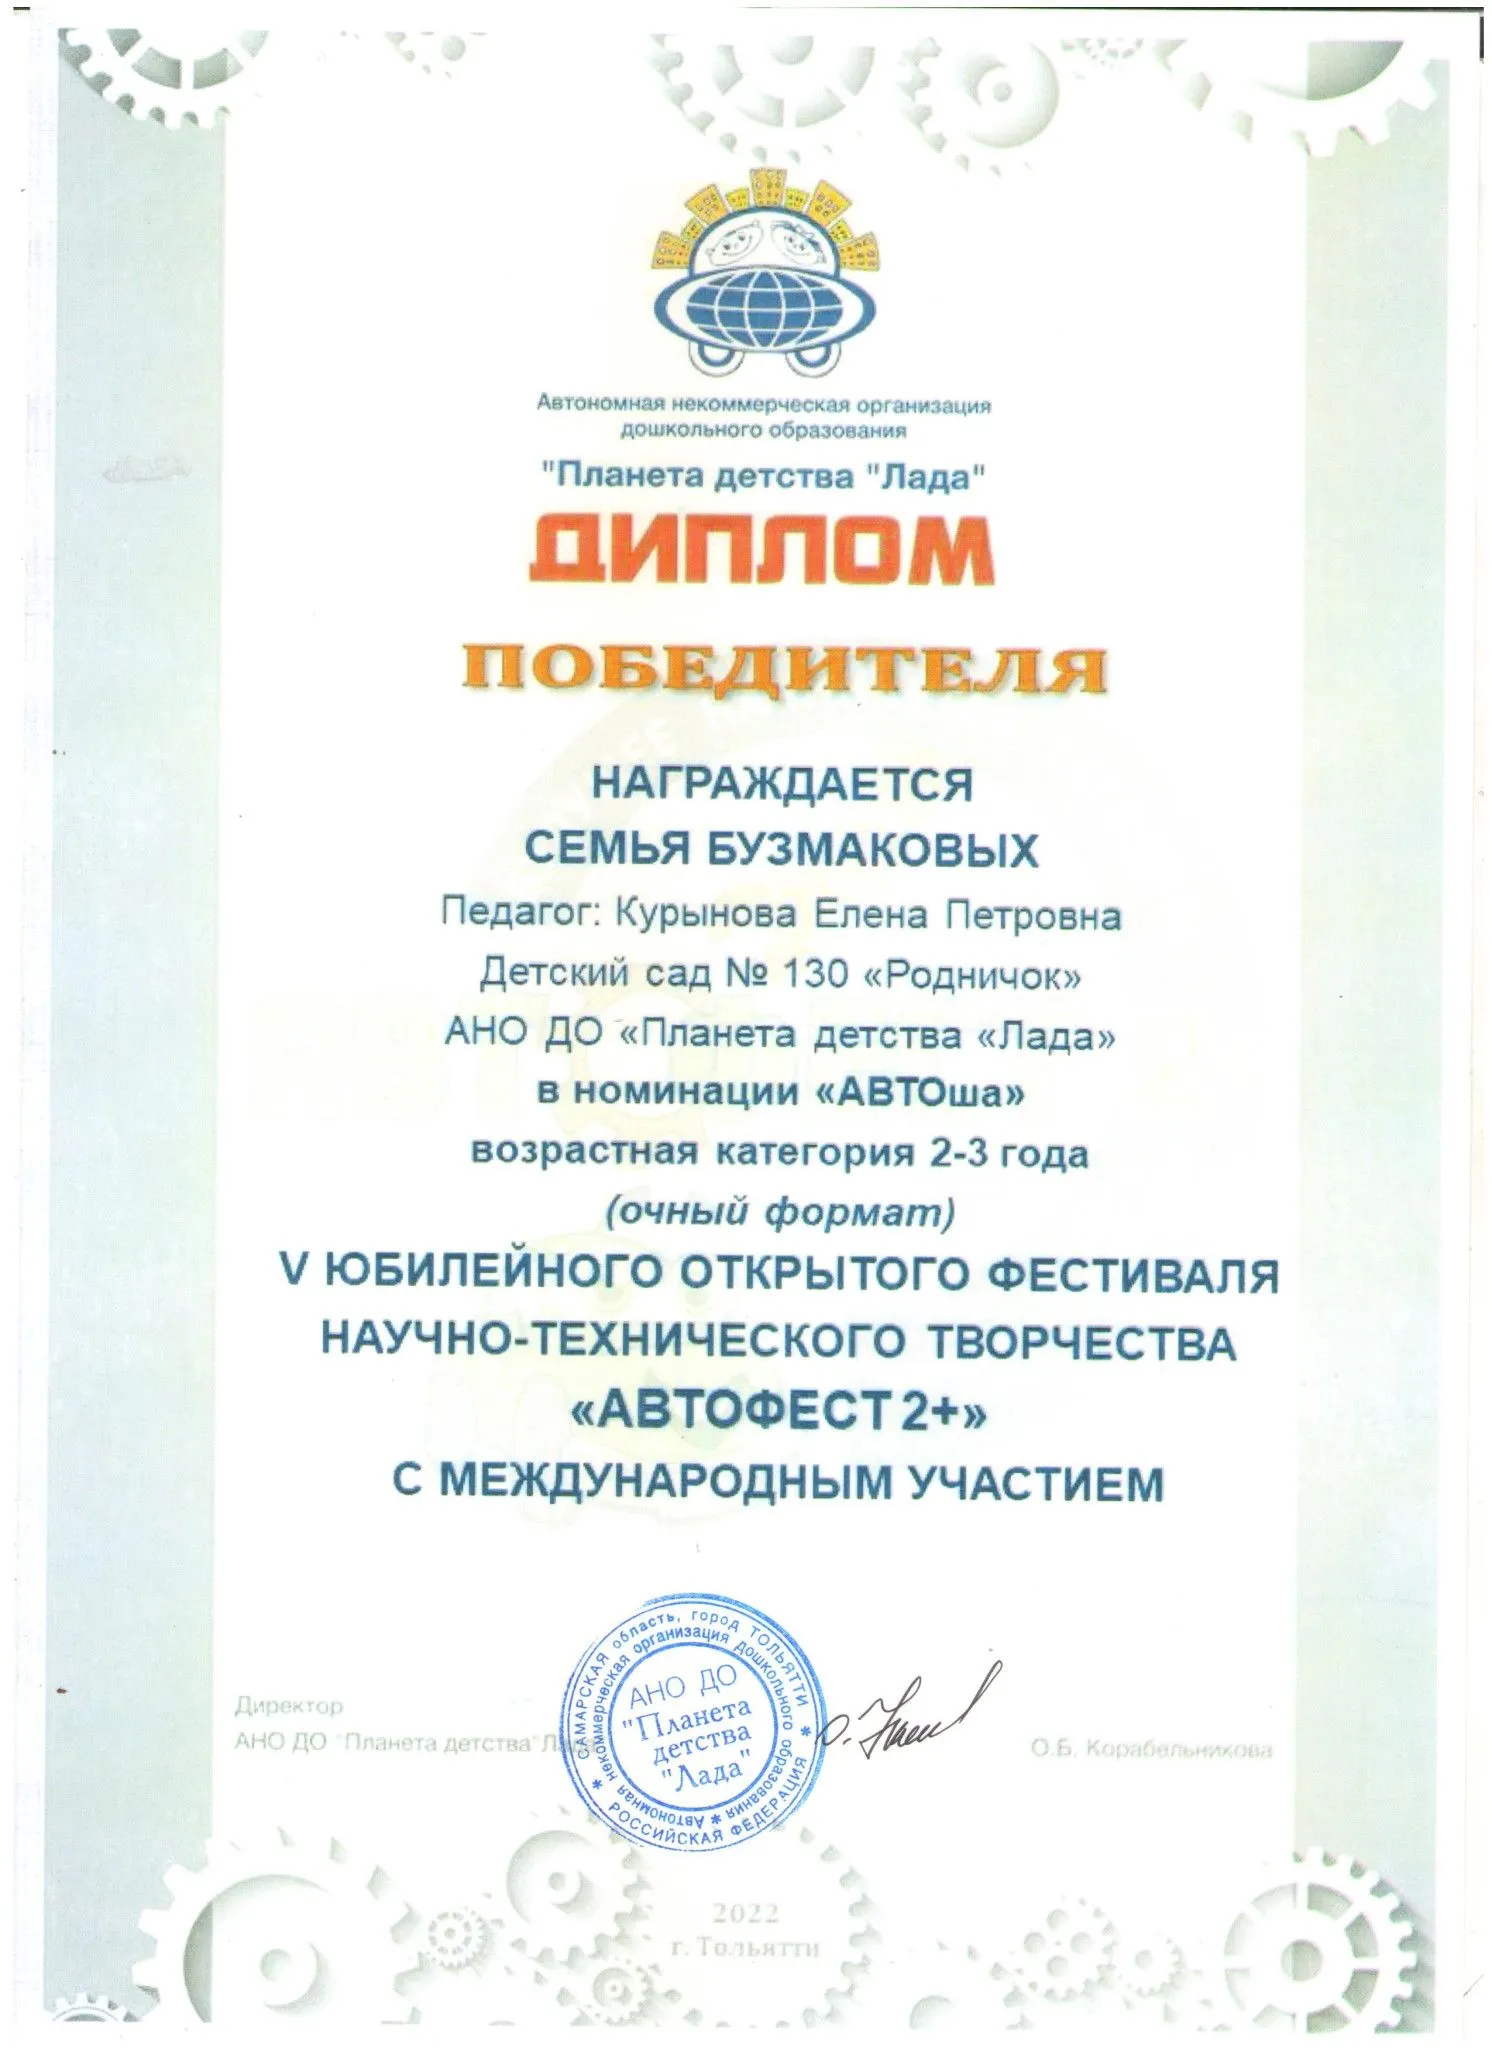 Автономная некоммерческая организация
дошкольного образования
"Планета детства "Лада"
ДИПЛОМ
ПОБЕДИТЕЛЯ
НАГРАЖДАЕТСЯ
СЕМЬЯ БУЗМАКОВЫХ
Педагог: Курынова Елена Петровна
Детский сад № 130 «Родничок»
АНО ДО «Планета детства «Лада»
в номинации «АВТОша»
возрастная категория 2-3 года
(очный формат)
V ЮБИЛЕЙНОГО ОТКРЫТОГО ФЕСТИВАЛЯ
НАУЧНО-ТЕХНИЧЕСКОГО ТВОРЧЕСТВА
«АВТОФЕСТ 2+»
С МЕЖДУНАРОДНЫМ УЧАСТИЕМ
Директор
АНО ДО "Планета детства "Лада"
О.Б. Корабельникова
САМАРСКАЯ область, город ТОЛЬЯТТИ * РОССИЙСКАЯ ФЕДЕРАЦИЯ *
Автономная некоммерческая организация дошкольного образования *
АНО ДО
"Планета
детства
"Лада"
2022
г. Тольятти